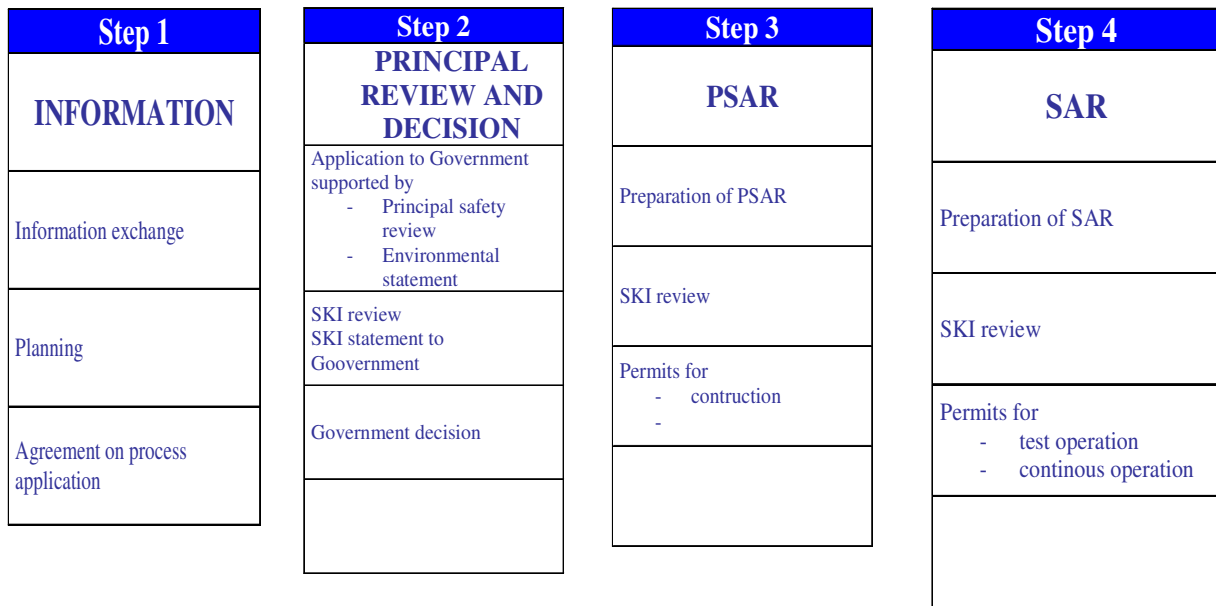 Step 1
INFORMATION
Information exchange
Planning
Agreement on process
application
Step 2
PRINCIPAL
REVIEW AND
DECISION
Application to Government
supported by
- Principal safety
review
- Environmental
statement
SKI review
SKI statement to
Goovernment
Government decision
Step 3
PSAR
Preparation of PSAR
SKI review
Permits for
- contruction
-
Step 4
SAR
Preparation of SAR
SKI review
Permits for
- test operation
- continous operation